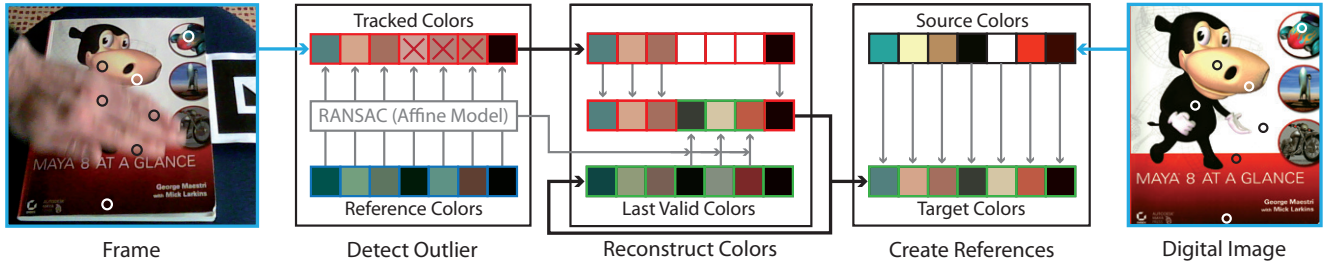 Tracked Colors
RANSAC (Affine Model)
Reference Colors
Last Valid Colors
Source Colors
Target Colors
MAYA 8 AT A GLANCE
George Maestri
with Mick Larkins
MAYA 8 AT A GLANCE
George Maestri
with Mick Larkins
Frame
Detect Outlier
Reconstruct Colors
Create References
Digital Image